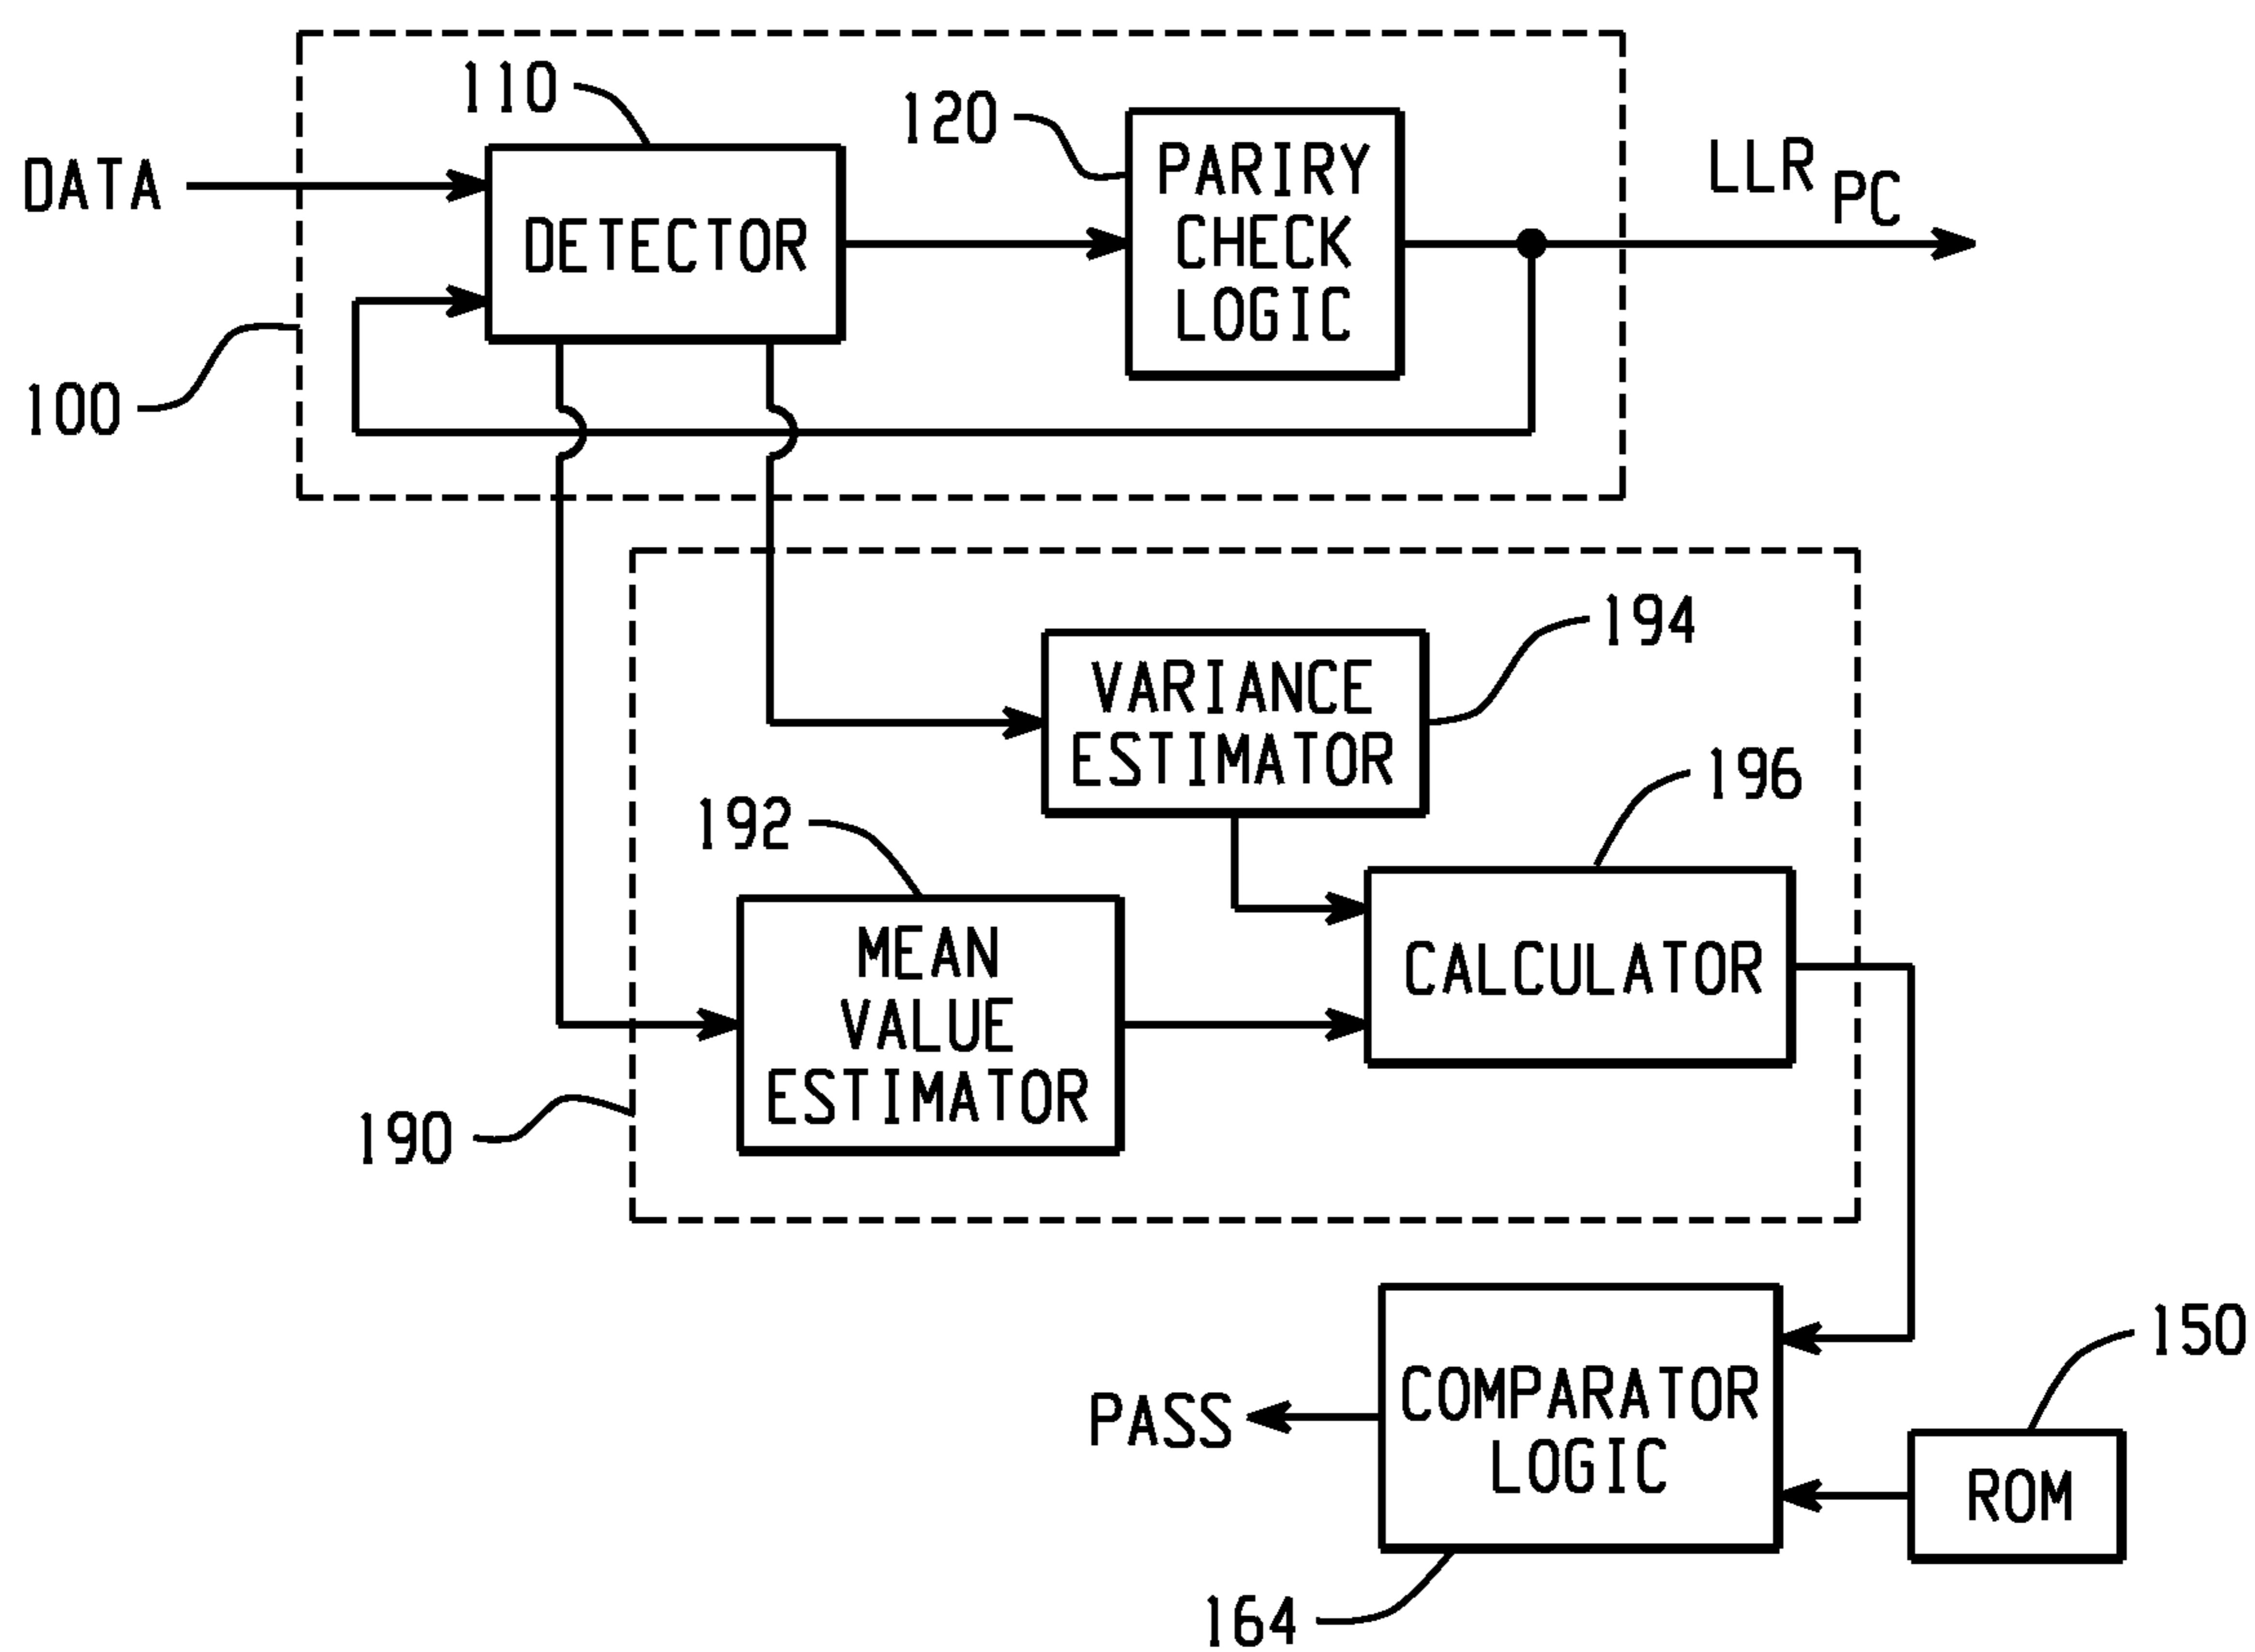 110
120
DATA
DETECTOR
PARIRY
CHECK
LOGIC
LLR PC
100
194
VARIANCE
ESTIMATOR
196
192
MEAN
VALUE
ESTIMATOR
CALCULATOR
190
150
COMPARATOR
LOGIC
PASS
ROM
164